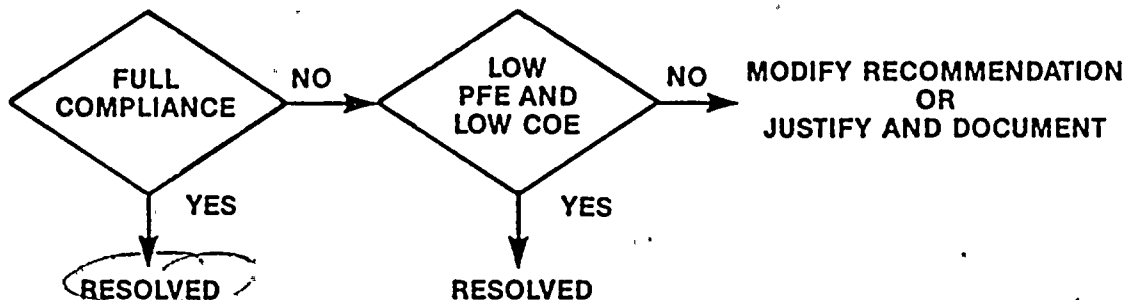 FULL
COMPLIANCE
NO
LOW
PFE AND
LOW COE
NO
MODIFY RECOMMENDATION
OR
JUSTIFY AND DOCUMENT
YES
RESOLVED
YES
RESOLVED